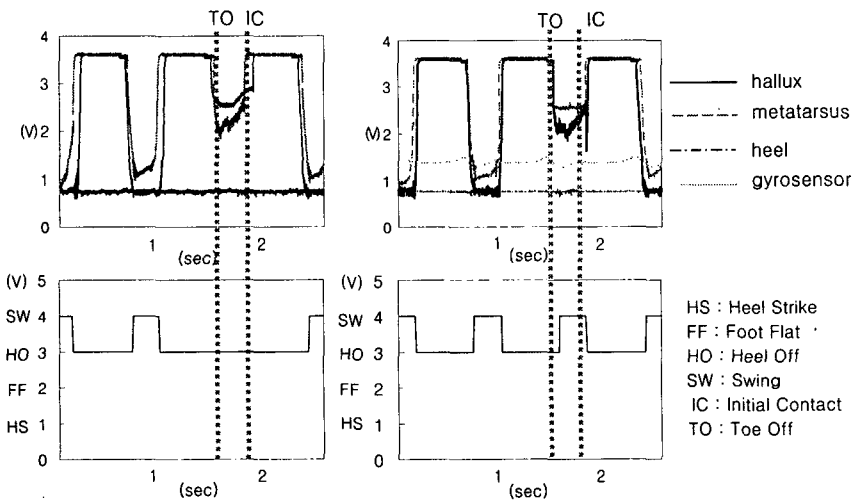 TO IC
4
3
(V) 2
1
0
1
2
(sec)
TO IC
4
3
(V) 2
1
0
1
2
(sec)
hallux
metatarsus
heel
gyrosensor
(V) 5
SW 4
HO 3
FF 2
HS 1
0
1
2
(sec)
(V) 5
SW 4
HO 3
FF 2
HS 1
0
1
2
(sec)
HS : Heel Strike
FF : Foot Flat
HO : Heel Off
SW : Swing
IC : Initial Contact
TO : Toe Off